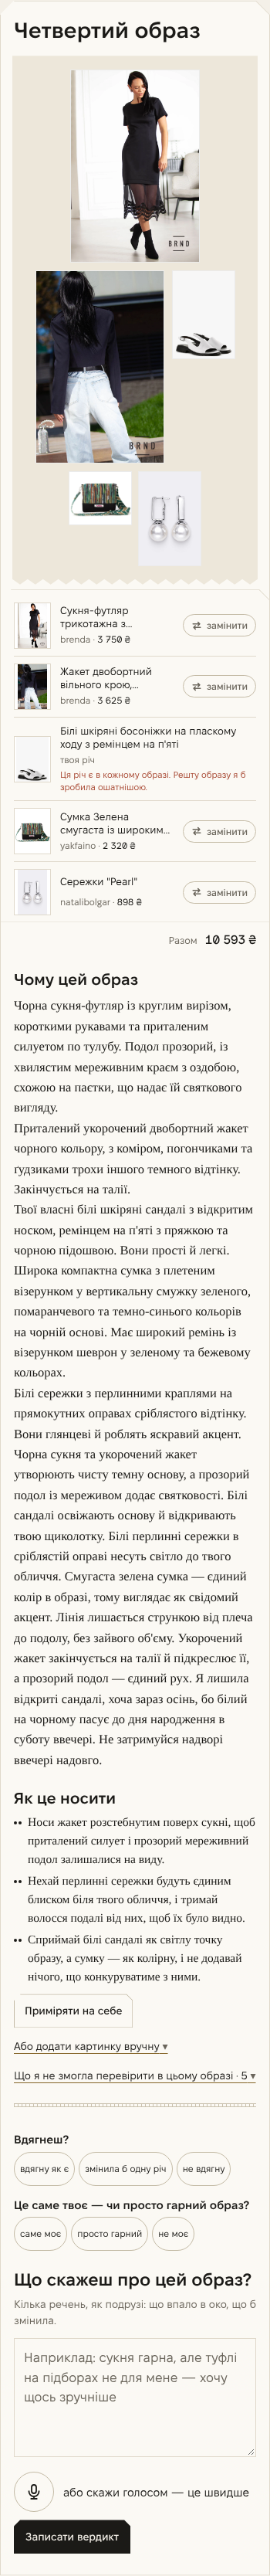 Четвертий образ
BRND
BRND
Сукня-футляр
трикотажна з...
brenda · 3 750 ₴
⇄ замінити
Жакет двобортний
вільного крою,...
brenda · 3 625 ₴
⇄ замінити
Білі шкіряні босоніжки на пласкому
ходу з ремінцем на п'яті
твоя річ
Ця річ є в кожному образі. Решту образу я б
зробила ошатнішою.
Сумка Зелена
смугаста із широким...
yakfaino · 2 320 ₴
⇄ замінити
Сережки "Pearl"
natalibolgar · 898 ₴
⇄ замінити
Разом 10 593 ₴
Чому цей образ
Чорна сукня-футляр із круглим вирізом,
короткими рукавами та приталеним
силуетом по тулубу. Подол прозорий, із
хвилястим мереживним краєм з оздобою,
схожою на паєтки, що надає їй святкового
вигляду.
Приталений укорочений двобортний жакет
чорного кольору, з коміром, погончиками та
ґудзиками трохи іншого темного відтінку.
Закінчується на талії.
Твої власні білі шкіряні сандалі з відкритим
носком, ремінцем на п'яті з пряжкою та
чорною підошвою. Вони прості й легкі.
Широка компактна сумка з плетеним
візерунком у вертикальну смужку зеленого,
помаранчевого та темно-синього кольорів
на чорній основі. Має широкий ремінь із
візерунком шеврон у зеленому та бежевому
кольорах.
Білі сережки з перлинними краплями на
прямокутних оправах сріблястого відтінку.
Вони глянцеві й роблять яскравий акцент.
Чорна сукня та укорочений жакет
утворюють чисту темну основу, а прозорий
подол із мереживом додає святковості. Білі
сандалі освіжають основу й відкривають
твою щиколотку. Білі перлинні сережки в
сріблястій оправі несуть світло до твого
обличчя. Смугаста зелена сумка — єдиний
колір в образі, тому виглядає як свідомий
акцент. Лінія лишається стрункою від плеча
до подолу, без зайвого об'єму. Укорочений
жакет закінчується на талії й підкреслює її,
а прозорий подол — єдиний рух. Я лишила
відкриті сандалі, хоча зараз осінь, бо білий
на чорному пасує до дня народження в
суботу ввечері. Не затримуйся надворі
ввечері надовго.
Як це носити
Носи жакет розстебнутим поверх сукні, щоб
приталений силует і прозорий мереживний
подол залишалися на виду.
Нехай перлинні сережки будуть єдиним
блиском біля твого обличчя, і тримай
волосся подалі від них, щоб їх було видно.
Сприймай білі сандалі як світлу точку
образу, а сумку — як колірну, і не додавай
нічого, що конкуруватиме з ними.
Приміряти на себе
Або додати картинку вручну ▾
Що я не змогла перевірити в цьому образі · 5 ▾
Вдягнеш?
вдягну як є
змінила б одну річ
не вдягну
Це саме твоє — чи просто гарний образ?
саме моє
просто гарний
не моє
Що скажеш про цей образ?
Кілька речень, як подрузі: що впало в око, що б
змінила.
Наприклад: сукня гарна, але туфлі
на підборах не для мене — хочу
щось зручніше
або скажи голосом — це швидше
Записати вердикт